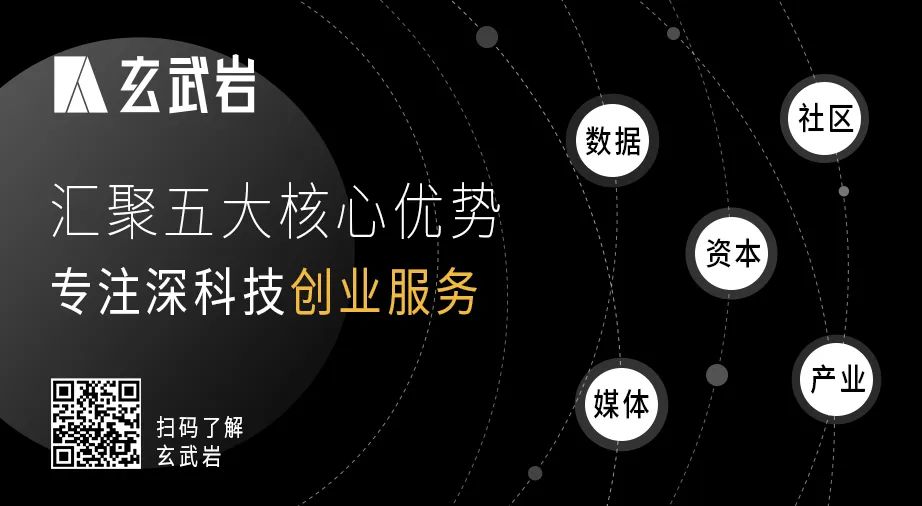 玄武岩
汇聚五大核心优势
专注深科技创业服务
扫码了解
玄武岩
数据
社区
资本
媒体
产业